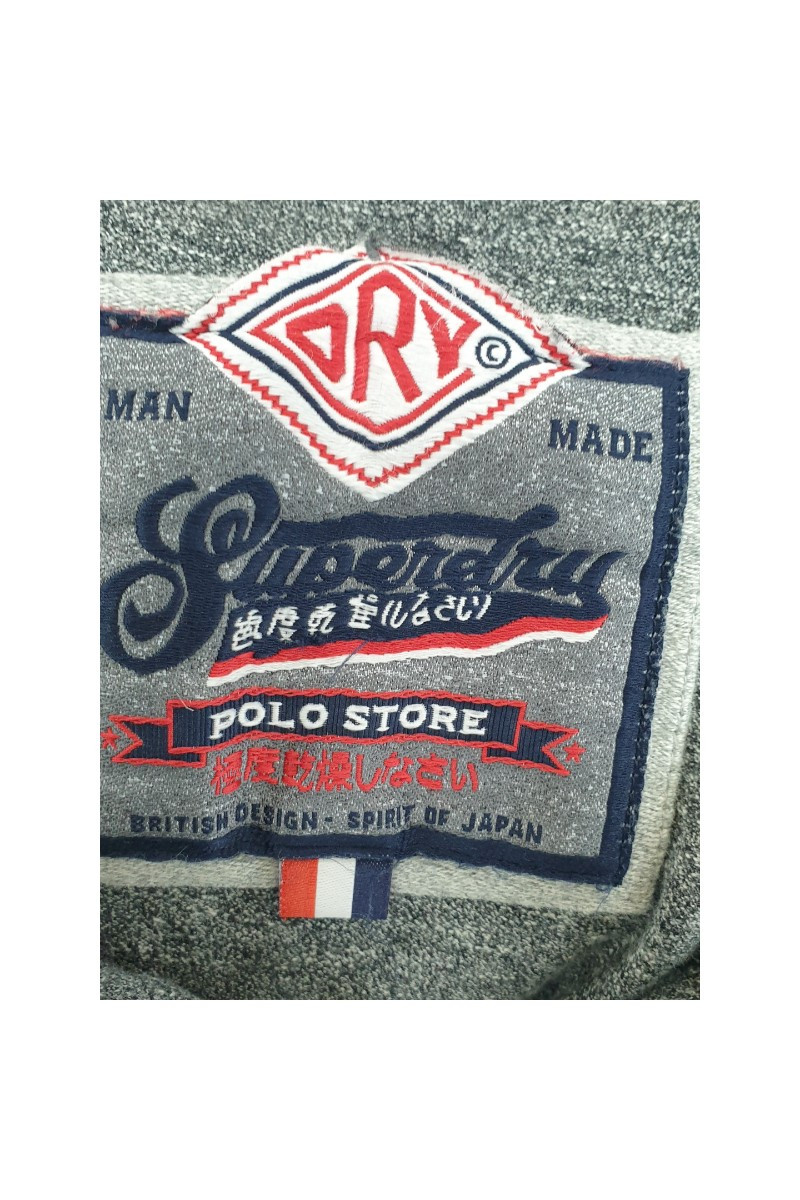 DRY ©
MAN MADE
Superdry
極度乾燥(しなさい)
POLO STORE
極度乾燥しなさい
BRITISH DESIGN - SPIRIT OF JAPAN